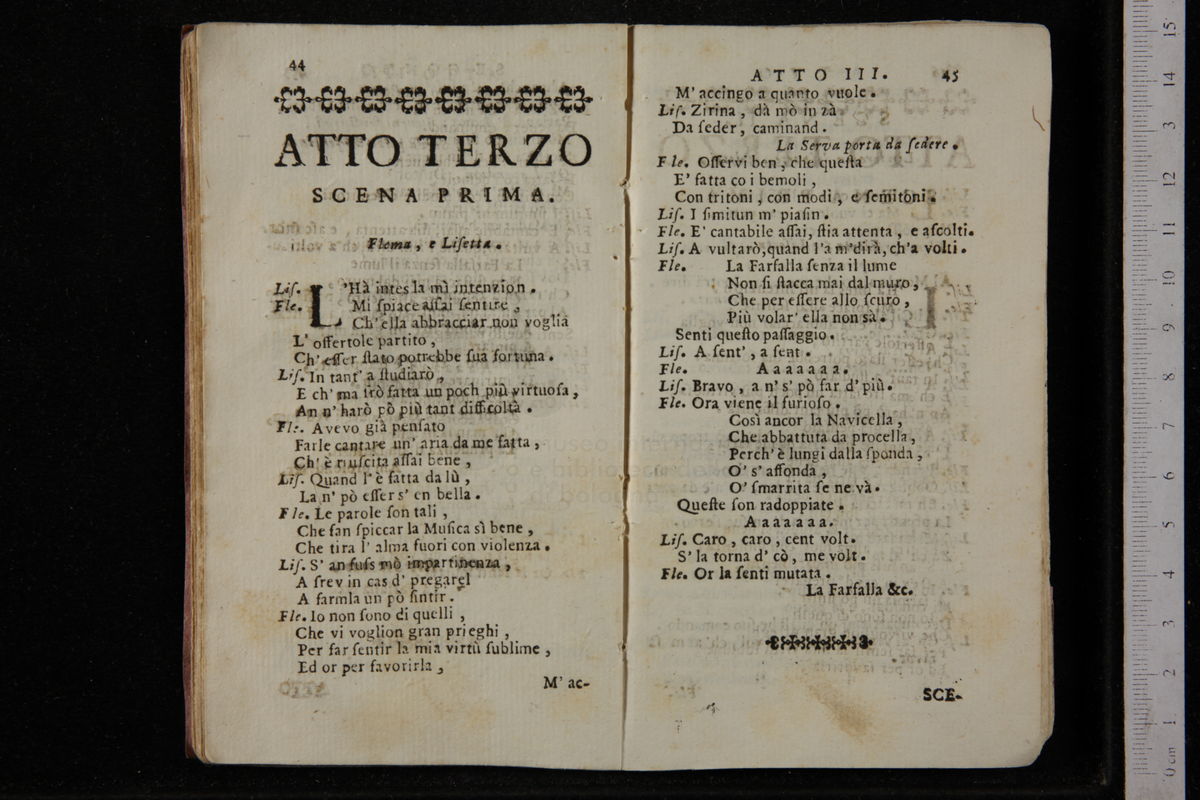 44
ATTO TERZO
SCENA PRIMA.
Flema, e Lisetta.
Lis. L'Hà intes la mì intenzion.
Fle. Mi spiace assai sentire,
Ch' ella abbracciar non voglia
L' offertole partito,
Ch' esser stato potrebbe sua fortuna.
Lis. In tant' a studiarò,
E ch' ma srò fatta un poch più virtuosa,
An n' harò pò più tant difficoltà.
Fle. Avevo già pensato
Farle cantare un' aria da me fatta,
Ch' è riuscita assai bene,
Lis. Quand l' è fatta da lù,
La n' pò esser s' en bella.
Fle. Le parole son tali,
Che fan spiccar la Musica sì bene,
Che tira l' alma fuori con violenza.
Lis. S' an fuss mò impartinenza,
A srev in cas d' pregarel
A farmla un pò sintir.
Fle. Io non sono di quelli,
Che vi voglion gran prieghi,
Per far sentir la mia virtù sublime,
Ed or per favorirla,
M' ac-
ATTO III. 45
M' accingo a quanto vuole.
Lis. Zirina, dà mò in zà
Da seder, caminand.
La Serva porta da sedere.
Fle. Osservi ben, che questa
E' fatta co i bemoli,
Con tritoni, con modi, e semitoni.
Lis. I simitun m' piasin.
Fle. E' cantabile assai, stia attenta, e ascolti.
Lis. A vultarò, quand l'a m'dirà, ch'a volti.
Fle. La Farfalla senza il lume
Non si stacca mai dal muro,
Che per essere allo scuro,
Più volar' ella non sà.
Senti questo passaggio.
Lis. A sent', a sent.
Fle. A a a a a a a.
Lis. Bravo, a n' s' pò far d' più.
Fle. Ora viene il furioso.
Così ancor la Navicella,
Che abbattuta da procella,
Perch' è lungi dalla sponda,
O' s' affonda,
O' smarrita se ne và.
Queste son radoppiate.
A a a a a a a.
Lis. Caro, caro, cent volt.
S' la torna d' cò, me volt.
Fle. Or la senti mutata.
La Farfalla &c.
SCE-